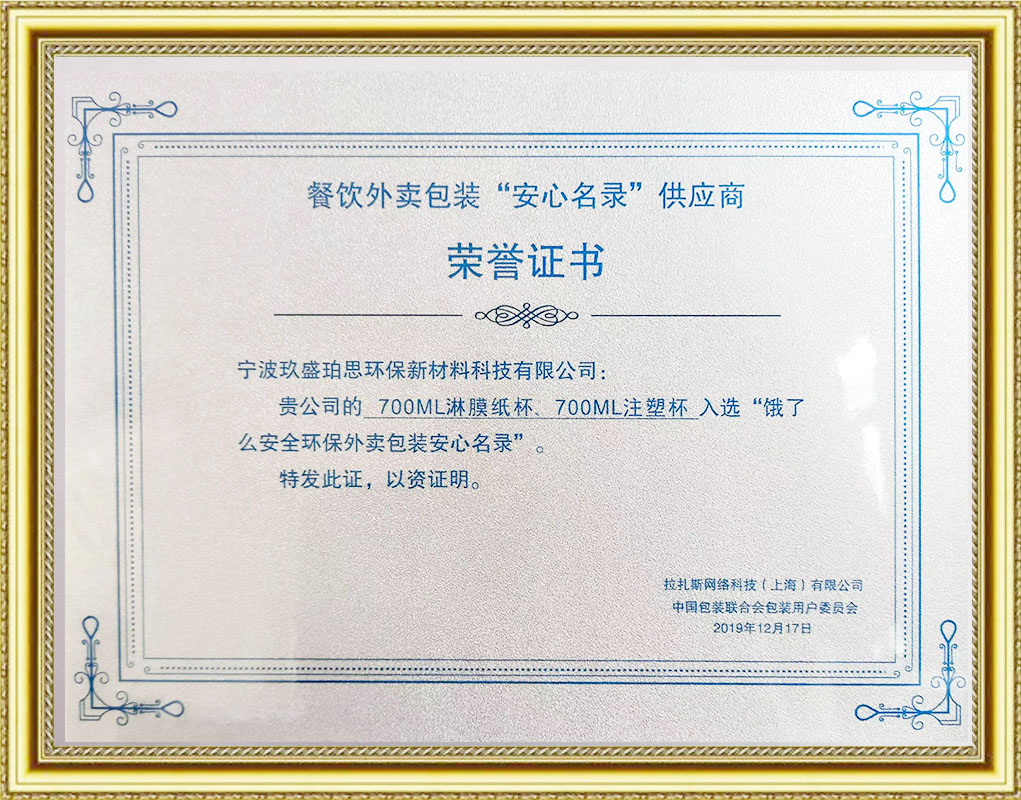 餐饮外卖包装“安心名录”供应商
荣誉证书
宁波玖盛珀思环保新材料科技有限公司：
贵公司的 700ML淋膜纸杯、700ML注塑杯 入选“饿了
么安全环保外卖包装安心名录”。
特发此证，以资证明。
拉扎斯网络科技（上海）有限公司
中国包装联合会包装用户委员会
2019年12月17日